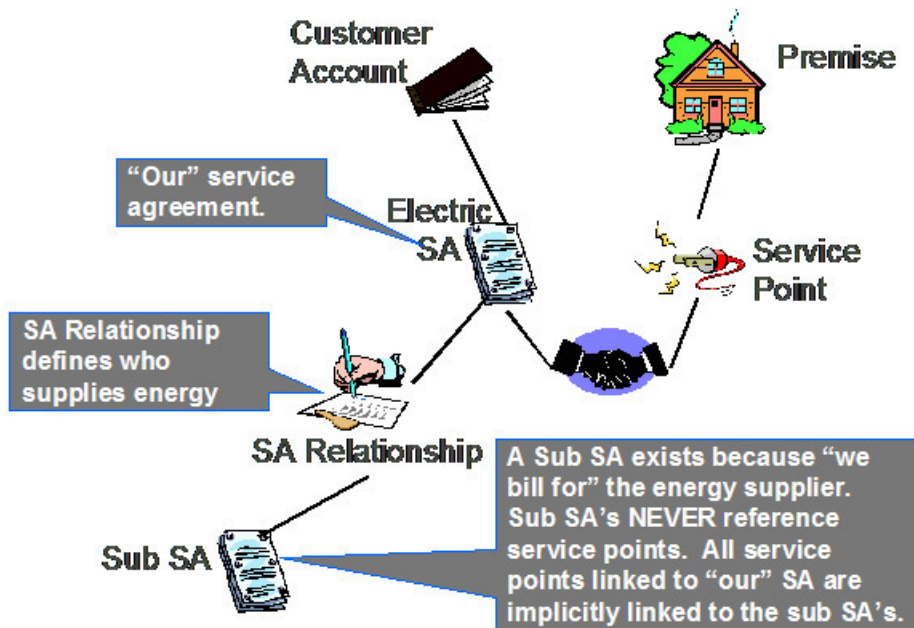 Customer
Account
Premise
“Our” service
agreement.
Electric
SA
Service
Point
SA Relationship
defines who
supplies energy
SA Relationship
A Sub SA exists because “we
bill for” the energy supplier.
Sub SA’s NEVER reference
service points.  All service
points linked to “our” SA are
implicitly linked to the sub SA’s.
Sub SA